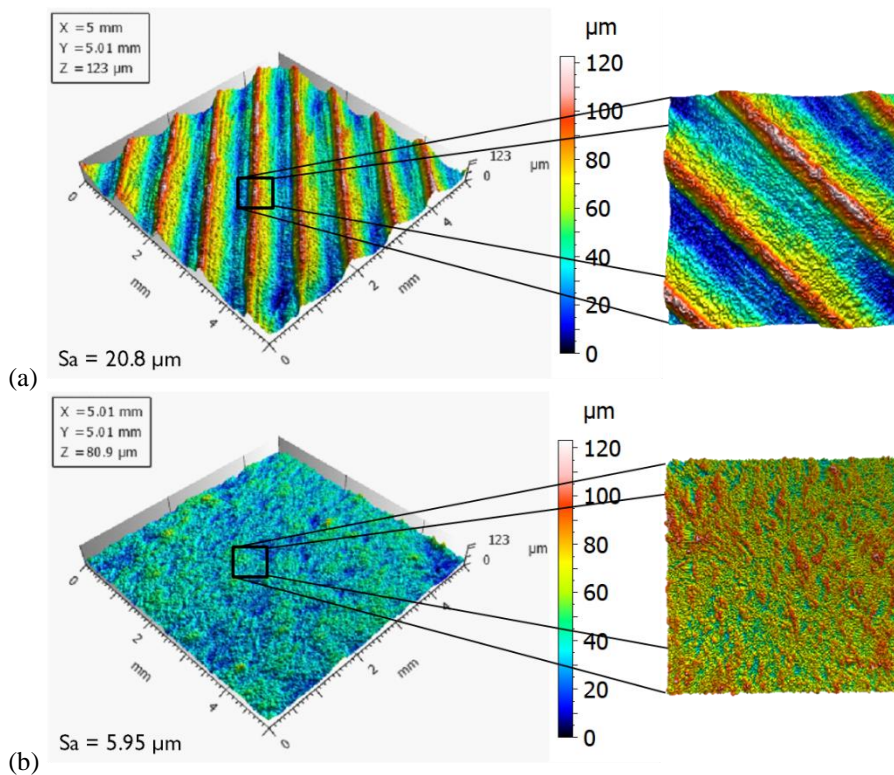 X = 5 mm
Y = 5.01 mm
Z = 123 µm
µm
120
100
80
60
40
20
0
123
0
µm
0
2
4
mm
0
2
4
mm
Sa = 20.8 µm
(a)
X = 5.01 mm
Y = 5.01 mm
Z = 80.9 µm
µm
120
100
80
60
40
20
0
123
0
µm
0
2
4
mm
0
2
4
mm
Sa = 5.95 µm
(b)